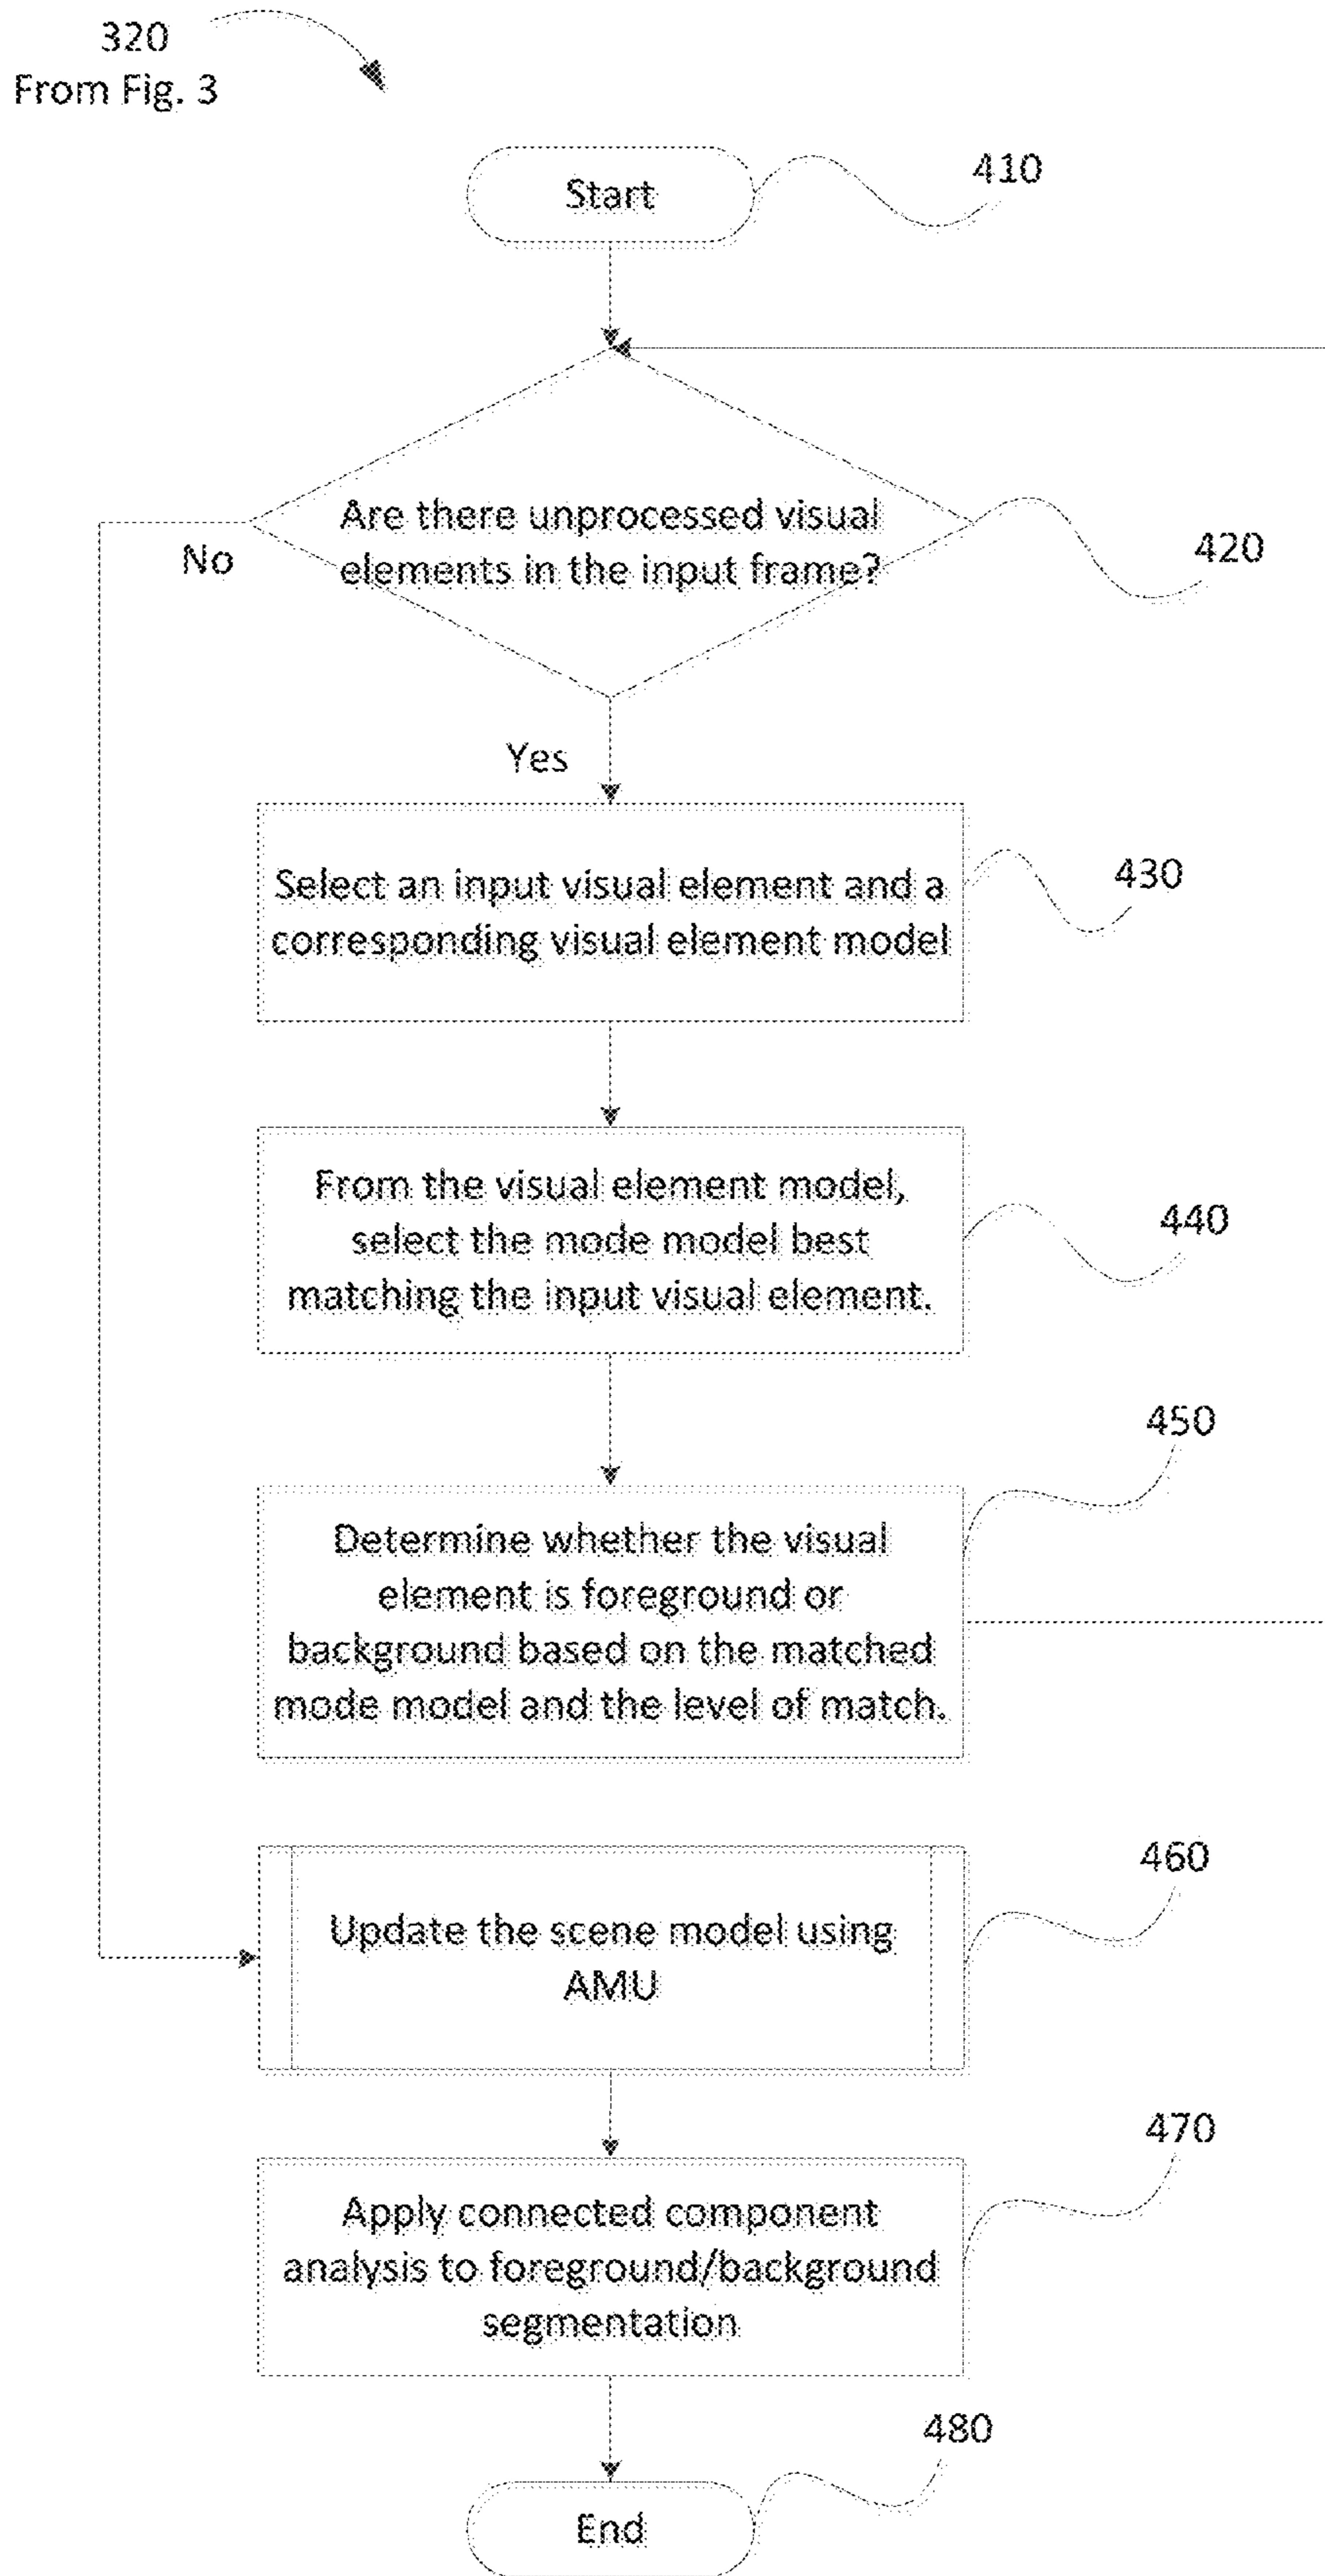 320
From Fig. 3
Start
410
Are there unprocessed visual
elements in the input frame?
420
No
Yes
Select an input visual element and a
corresponding visual element model
430
From the visual element model,
select the mode model best
matching the input visual element.
440
450
Determine whether the visual
element is foreground or
background based on the matched
mode model and the level of match.
460
Update the scene model using
AMU
470
Apply connected component
analysis to foreground/background
segmentation
480
End